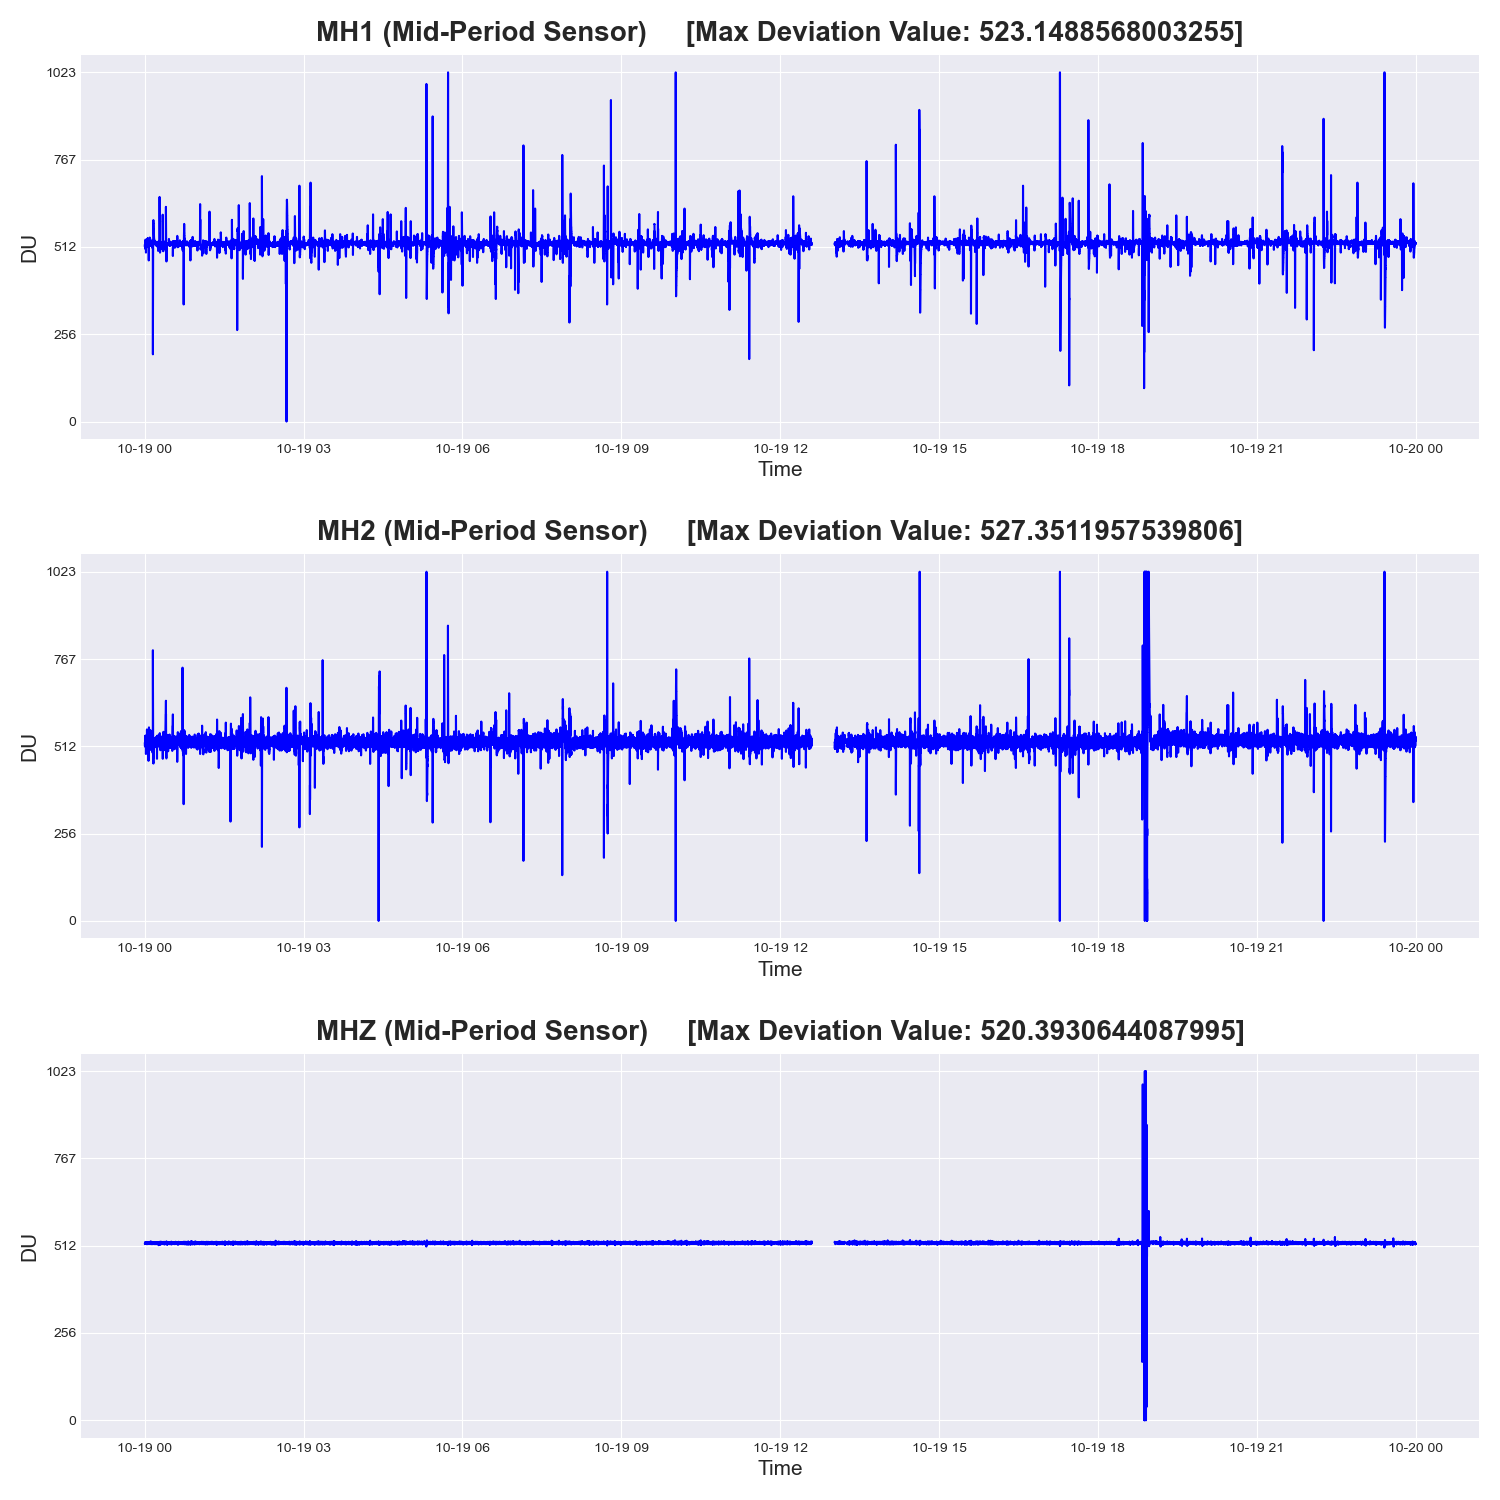 MH1 (Mid-Period Sensor) [Max Deviation Value: 523.1488568003255]
1023
767
512
256
0
DU
10-19 00 10-19 03 10-19 06 10-19 09 10-19 12 10-19 15 10-19 18 10-19 21 10-20 00
Time
MH2 (Mid-Period Sensor) [Max Deviation Value: 527.3511957539806]
1023
767
512
256
0
DU
10-19 00 10-19 03 10-19 06 10-19 09 10-19 12 10-19 15 10-19 18 10-19 21 10-20 00
Time
MHZ (Mid-Period Sensor) [Max Deviation Value: 520.3930644087995]
1023
767
512
256
0
DU
10-19 00 10-19 03 10-19 06 10-19 09 10-19 12 10-19 15 10-19 18 10-19 21 10-20 00
Time